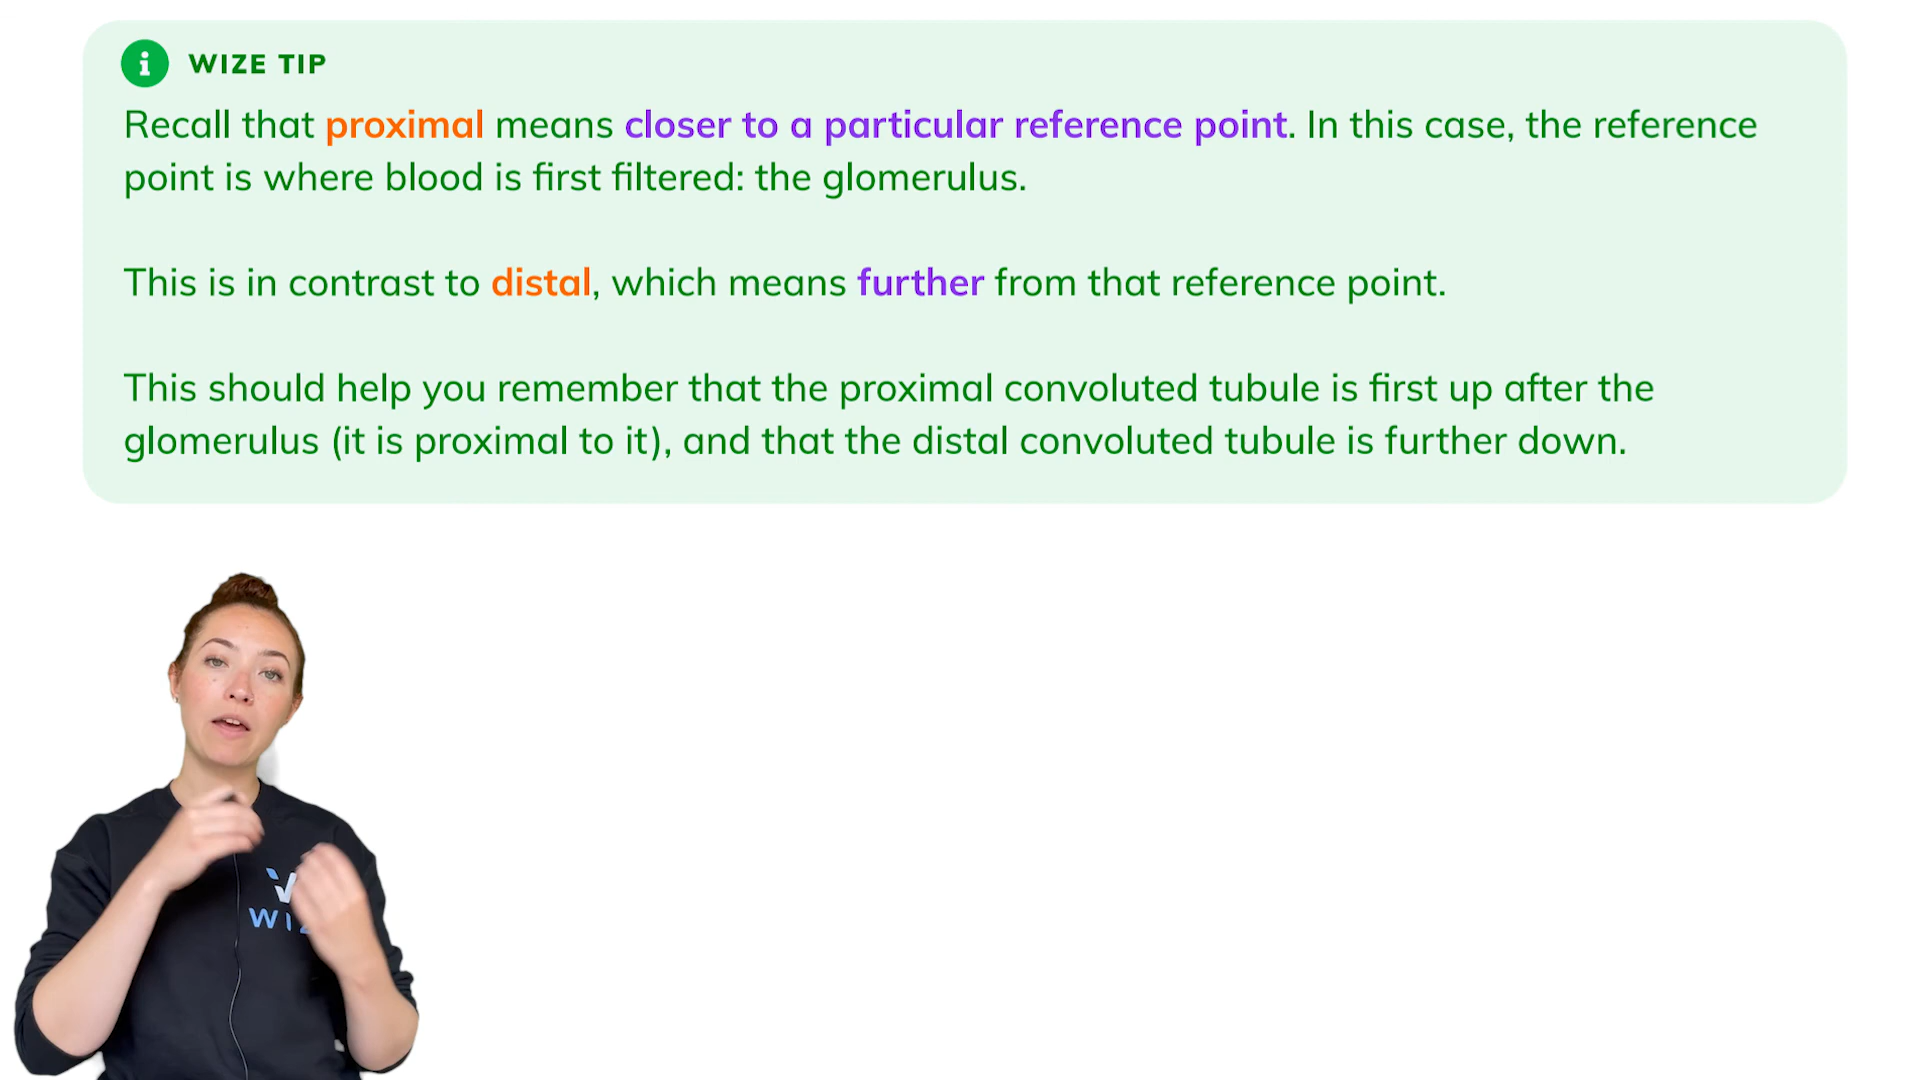 WIZE TIP
Recall that proximal means closer to a particular reference point. In this case, the reference
point is where blood is first filtered: the glomerulus.
This is in contrast to distal, which means further from that reference point.
This should help you remember that the proximal convoluted tubule is first up after the
glomerulus (it is proximal to it), and that the distal convoluted tubule is further down.